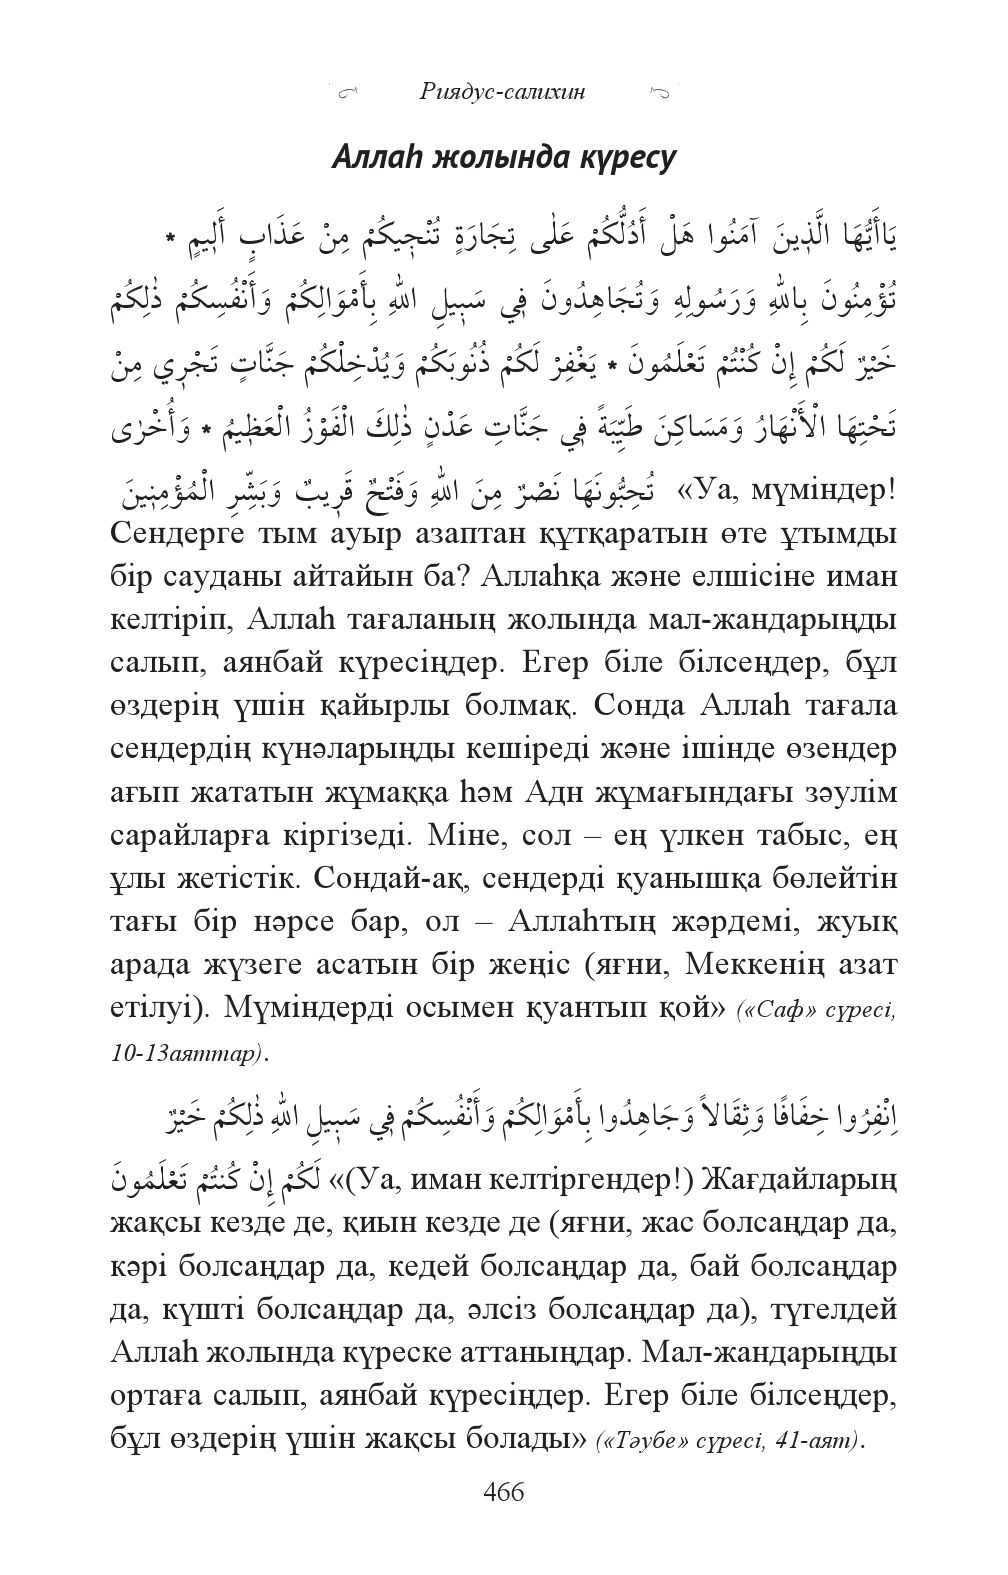 Риядус-салихин
Аллаһ жолында күресу
يَاأَيُّهَا الَّذِينَ آمَنُوا هَلْ أَدُلُّكُمْ عَلٰى تِجَارَةٍ تُنْجِيكُمْ مِنْ عَذَابٍ أَلِيمٍ *
تُؤْمِنُونَ بِاللهِ وَرَسُولِهِ وَتُجَاهِدُونَ فِي سَبِيلِ اللهِ بِأَمْوَالِكُمْ وَأَنْفُسِكُمْ ذٰلِكُمْ
خَيْرٌ لَكُمْ إِنْ كُنْتُمْ تَعْلَمُونَ * يَغْفِرْ لَكُمْ ذُنُوبَكُمْ وَيُدْخِلْكُمْ جَنَّاتٍ تَجْرِي مِنْ
تَحْتِهَا الْأَنْهَارُ وَمَسَاكِنَ طَيِّبَةً فِي جَنَّاتِ عَدْنٍ ذٰلِكَ الْفَوْزُ الْعَظِيمُ * وَأُخْرٰى
تُحِبُّونَهَا نَصْرٌ مِنَ اللهِ وَفَتْحٌ قَرِيبٌ وَبَشِّرِ الْمُؤْمِنِينَ «Уа, мүміндер!
Сендерге тым ауыр азаптан құтқаратын өте ұтымды
бір сауданы айтайын ба? Аллаһқа және елшісіне иман
келтіріп, Аллаһ тағаланың жолында мал-жандарыңды
салып, аянбай күресіңдер. Егер біле білсеңдер, бұл
өздерің үшін қайырлы болмақ. Сонда Аллаһ тағала
сендердің күнәларыңды кешіреді және ішінде өзендер
ағып жататын жұмаққа һәм Адн жұмағындағы зәулім
сарайларға кіргізеді. Міне, сол – ең үлкен табыс, ең
ұлы жетістік. Сондай-ақ, сендерді қуанышқа бөлейтін
тағы бір нәрсе бар, ол – Аллаһтың жәрдемі, жуық
арада жүзеге асатын бір жеңіс (яғни, Меккенің азат
етілуі). Мүміндерді осымен қуантып қой» («Саф» сүресі,
10-13аяттар).
اِنْفِرُوا خِفَافًا وَثِقَالاً وَجَاهِدُوا بِأَمْوَالِكُمْ وَأَنْفُسِكُمْ فِي سَبِيلِ اللهِ ذٰلِكُمْ خَيْرٌ
لَكُمْ إِنْ كُنتُمْ تَعْلَمُونَ «(Уа, иман келтіргендер!) Жағдайларың
жақсы кезде де, қиын кезде де (яғни, жас болсаңдар да,
кәрі болсаңдар да, кедей болсаңдар да, бай болсаңдар
да, күшті болсаңдар да, әлсіз болсаңдар да), түгелдей
Аллаһ жолында күреске аттаныңдар. Мал-жандарыңды
ортаға салып, аянбай күресіңдер. Егер біле білсеңдер,
бұл өздерің үшін жақсы болады» («Тәубе» сүресі, 41-аят).
466